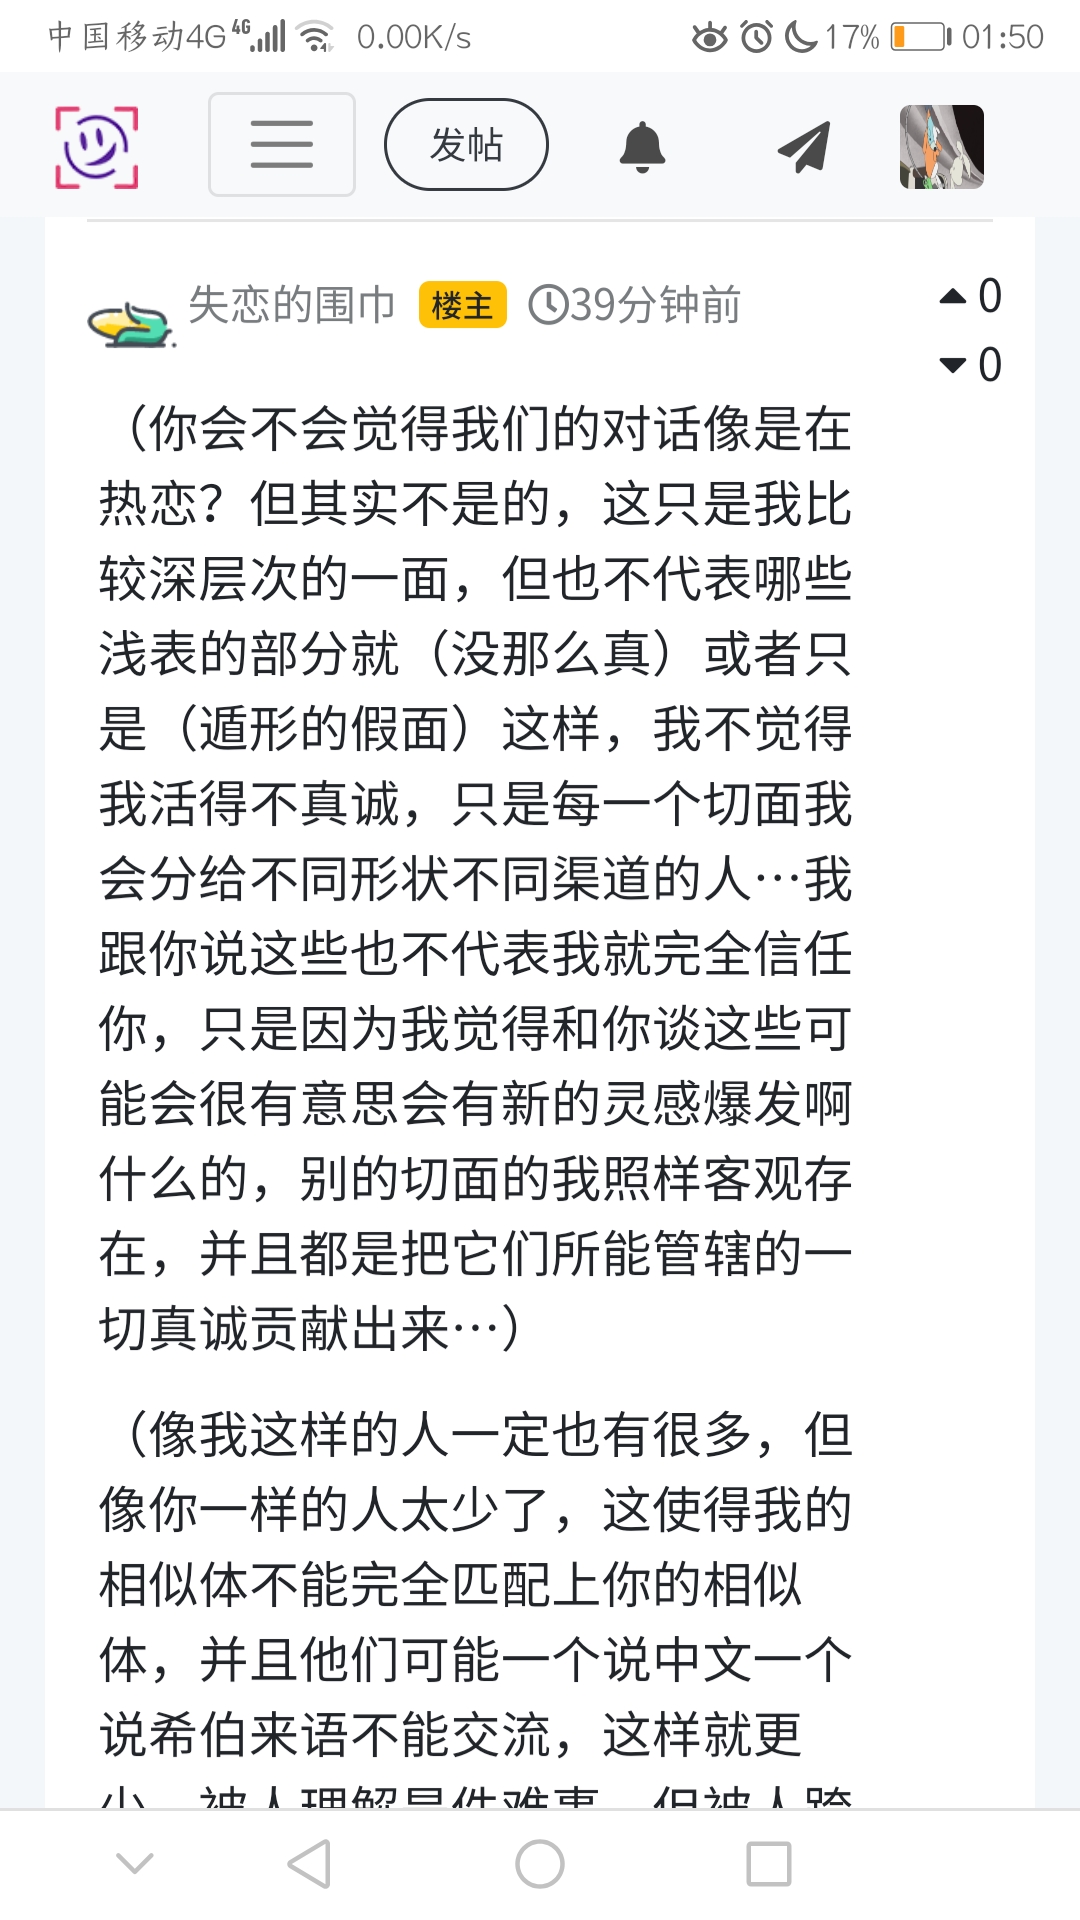 中国移动4G 4G 0.00K/s 17% 01:50
发帖
失恋的围巾 楼主 39分钟前
0
0
（你会不会觉得我们的对话像是在
热恋？但其实不是的，这只是我比
较深层次的一面，但也不代表哪些
浅表的部分就（没那么真）或者只
是（遁形的假面）这样，我不觉得
我活得不真诚，只是每一个切面我
会分给不同形状不同渠道的人…我
跟你说这些也不代表我就完全信任
你，只是因为我觉得和你谈这些可
能会很有意思会有新的灵感爆发啊
什么的，别的切面的我照样客观存
在，并且都是把它们所能管辖的一
切真诚贡献出来…）
（像我这样的人一定也有很多，但
像你一样的人太少了，这使得我的
相似体不能完全匹配上你的相似
体，并且他们可能一个说中文一个
说希伯来语不能交流，这样就更
少，被人理解是件难事，但被人跨